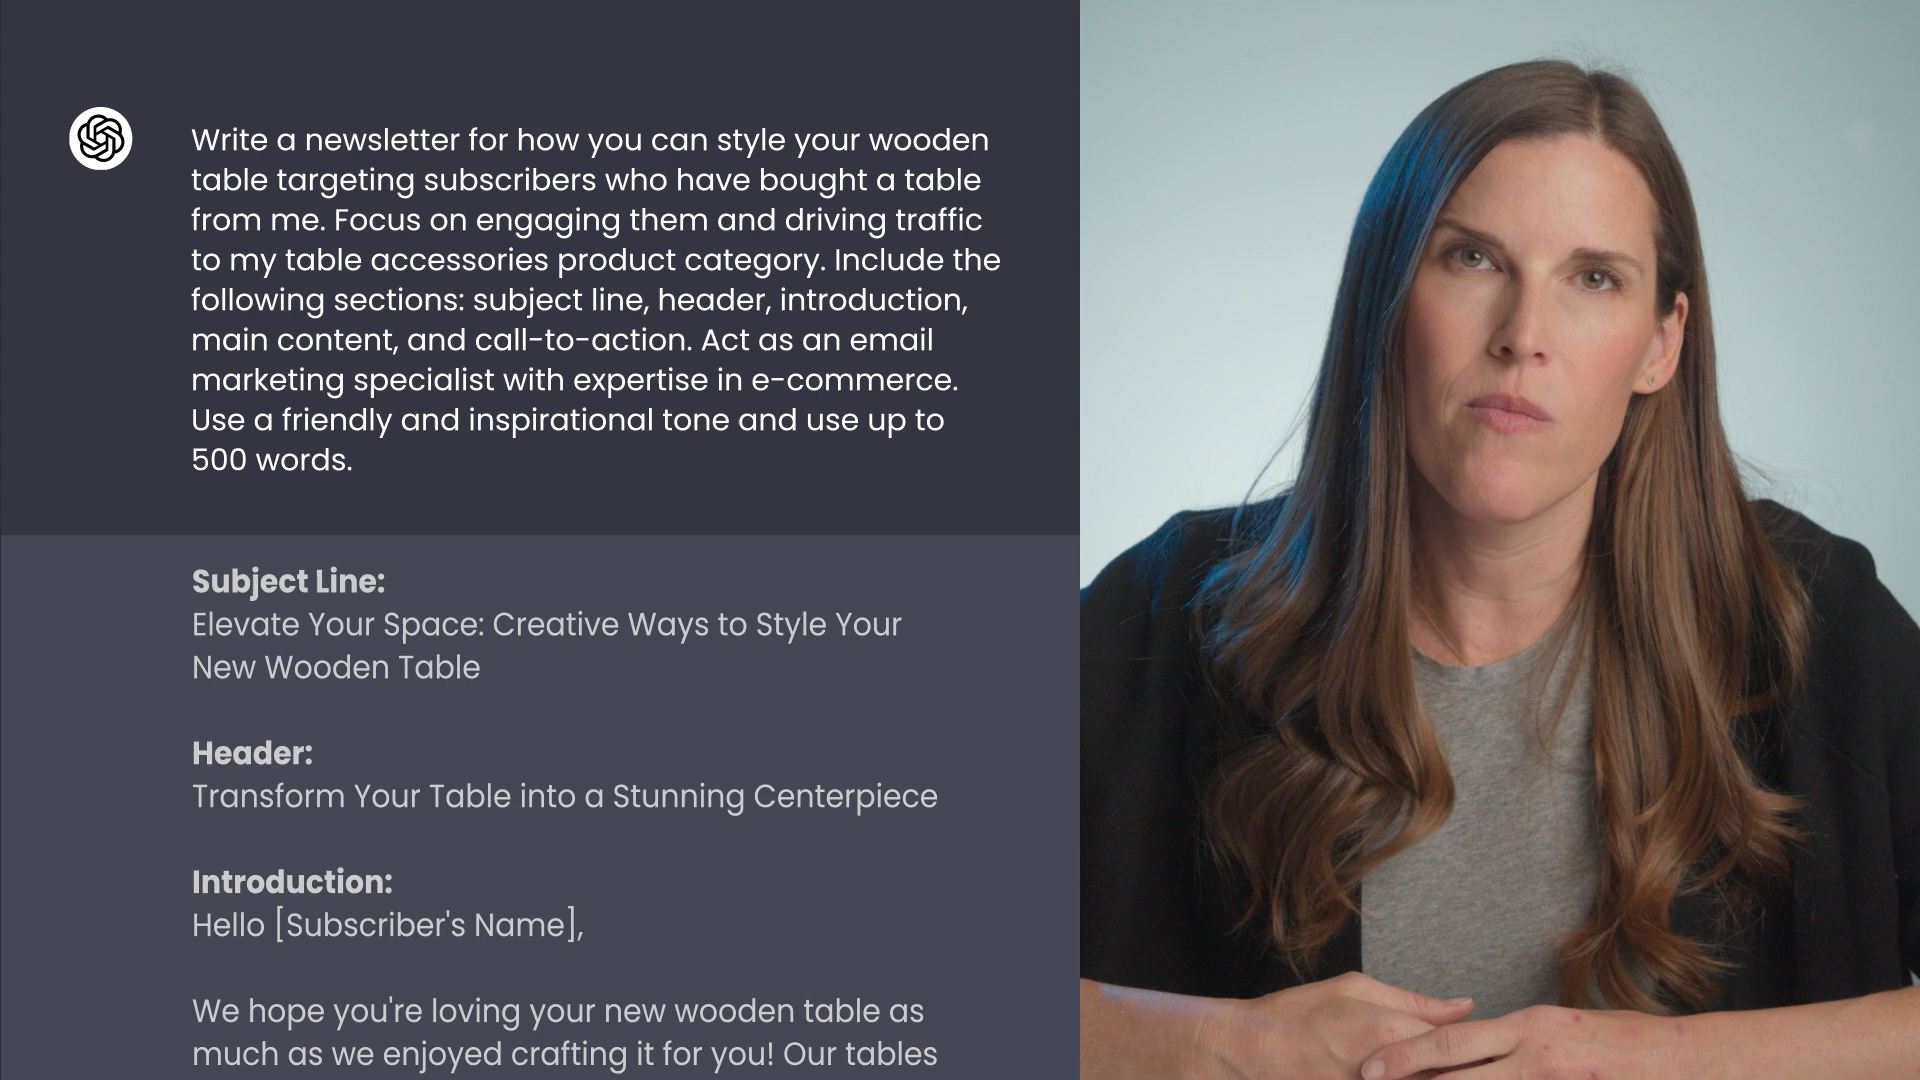 Write a newsletter for how you can style your wooden
table targeting subscribers who have bought a table
from me. Focus on engaging them and driving traffic
to my table accessories product category. Include the
following sections: subject line, header, introduction,
main content, and call-to-action. Act as an email
marketing specialist with expertise in e-commerce.
Use a friendly and inspirational tone and use up to
500 words.
Subject Line:
Elevate Your Space: Creative Ways to Style Your
New Wooden Table
Header:
Transform Your Table into a Stunning Centerpiece
Introduction:
Hello [Subscriber's Name],
We hope you're loving your new wooden table as
much as we enjoyed crafting it for you! Our tables